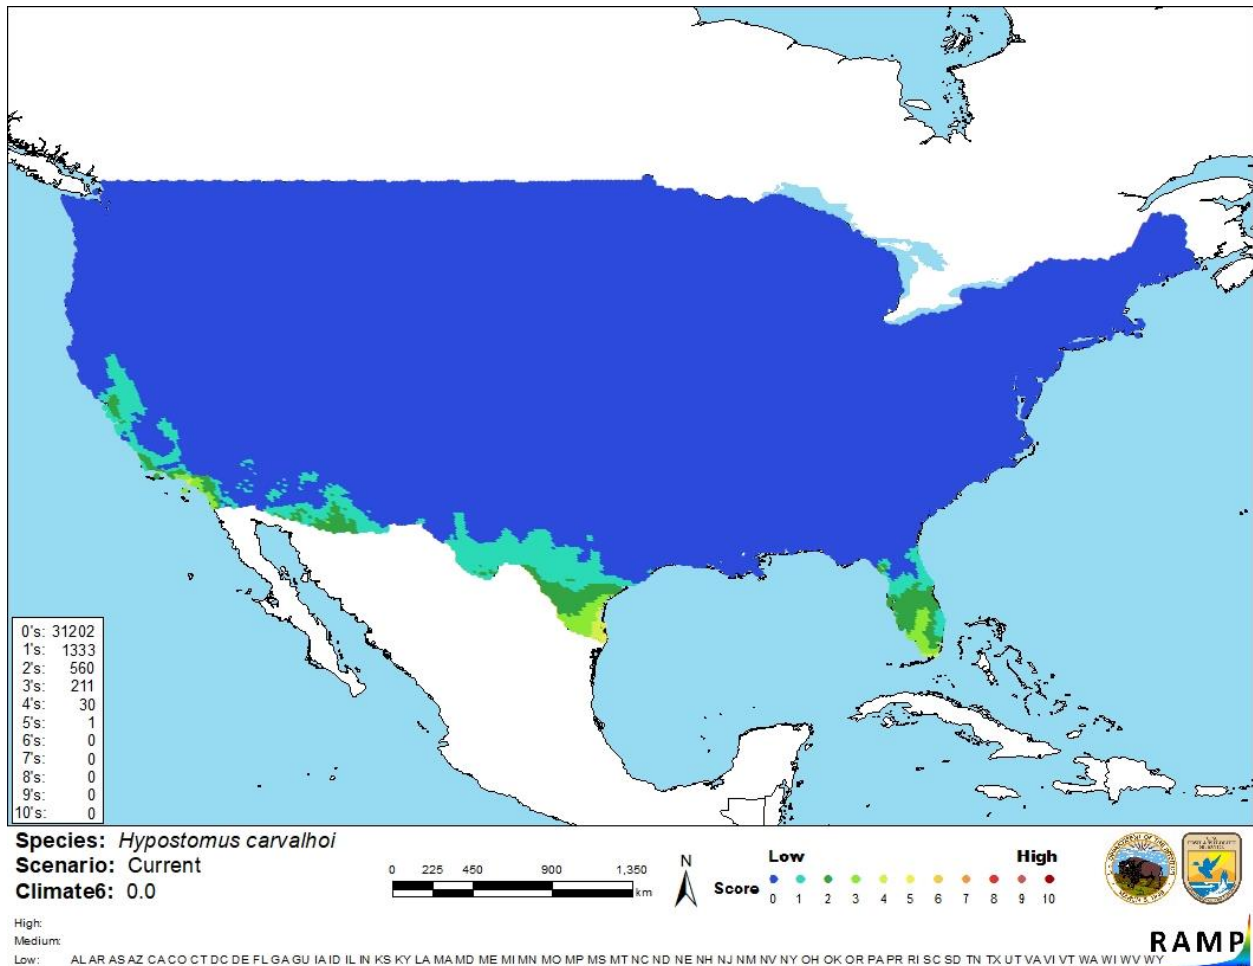 0's: 31202
1's: 1333
2's: 560
3's: 211
4's: 30
5's: 1
6's: 0
7's: 0
8's: 0
9's: 0
10's: 0
Species: Hypostomus carvalhoi
Scenario: Current
Climate6: 0.0
0 225 450 900 1,350
km
N
Low High
Score
0 1 2 3 4 5 6 7 8 9 10
High:
Medium:
Low: AL AR AS AZ CA CO CT DC DE FL GA GU IA ID IL IN KS KY LA MA MD ME MI MN MO MP MS MT NC ND NE NH NJ NM NV NY OH OK OR PA PR RI SC SD TN TX UT VA VI VT WA WI WV WY
RAMP